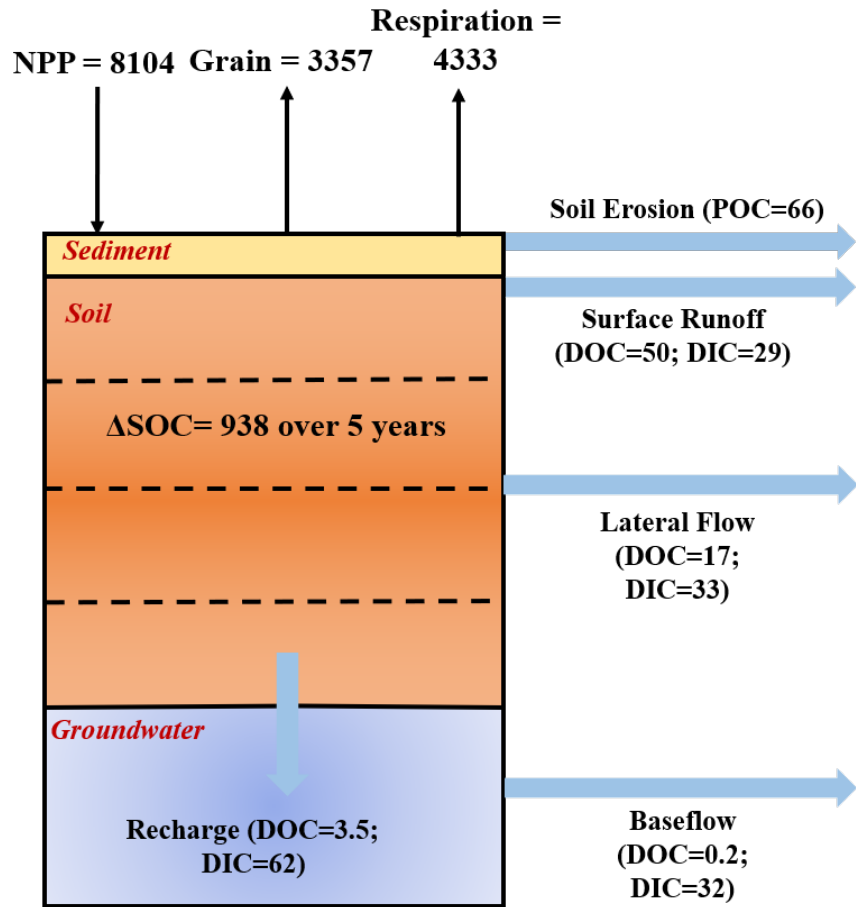 Respiration =
NPP = 8104 Grain = 3357 4333
Soil Erosion (POC=66)
Sediment
Soil
Surface Runoff
(DOC=50; DIC=29)
ΔSOC= 938 over 5 years
Lateral Flow
(DOC=17;
DIC=33)
Groundwater
Recharge (DOC=3.5;
DIC=62)
Baseflow
(DOC=0.2;
DIC=32)